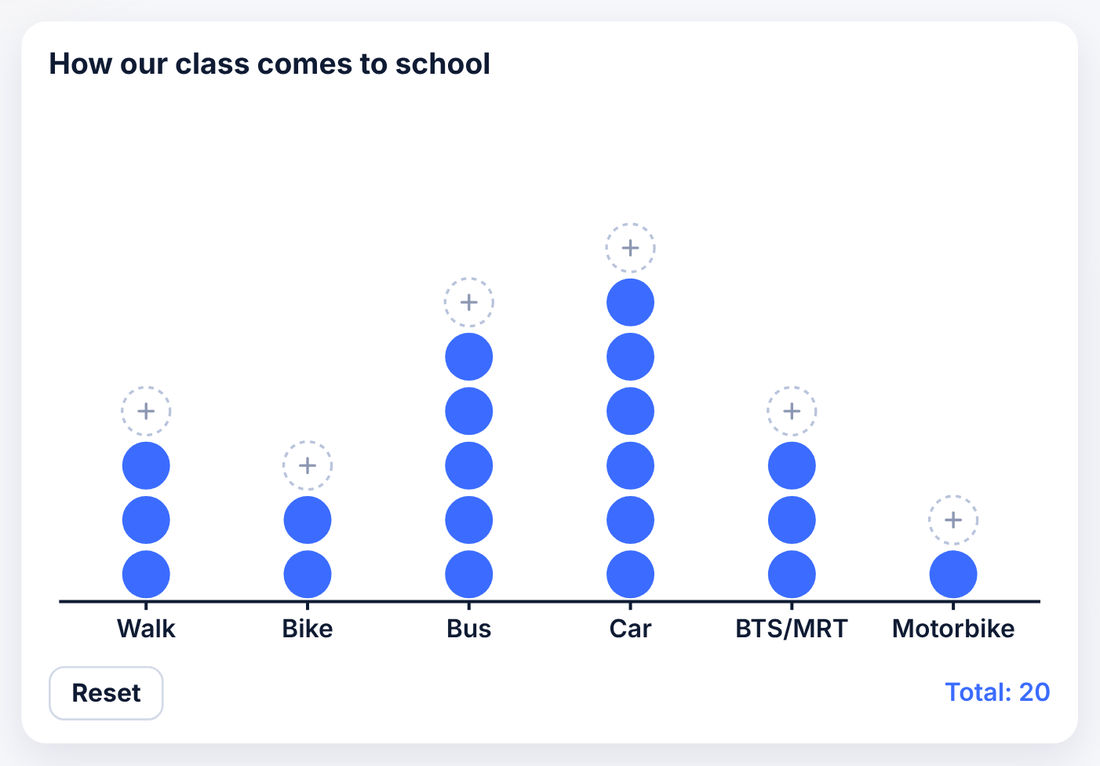 How our class comes to school
+
+
+
+
+
+
Walk Bike Bus Car BTS/MRT Motorbike
Reset Total: 20